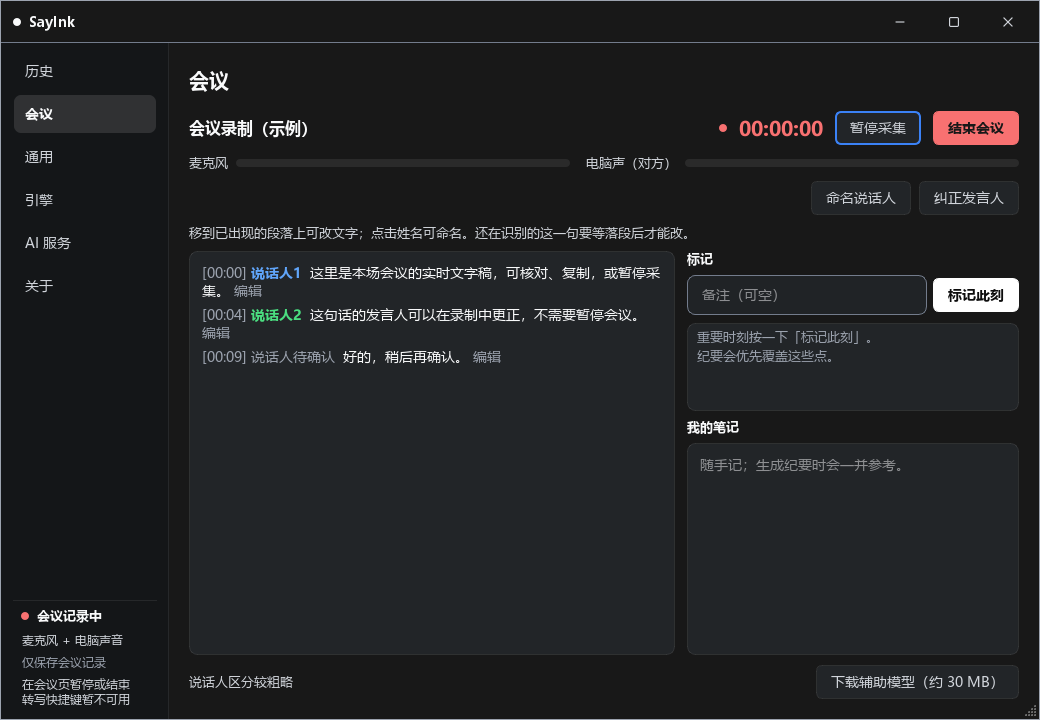 SayInk
历史
会议
通用
引擎
AI 服务
关于
会议记录中
麦克风 + 电脑声音
仅保存会议记录
在会议页暂停或结束
转写快捷键暂不可用
会议
会议录制（示例）
00:00:00
暂停采集
结束会议
麦克风
电脑声（对方）
命名说话人
纠正发言人
移到已出现的段落上可改文字；点击姓名可命名。还在识别的这一句要等落段后才能改。
[00:00] 说话人1 这里是本场会议的实时文字稿，可核对、复制，或暂停采
集。 编辑
[00:04] 说话人2 这句话的发言人可以在录制中更正，不需要暂停会议。
编辑
[00:09] 说话人待确认 好的，稍后再确认。 编辑
标记
备注（可空）
标记此刻
重要时刻按一下「标记此刻」。
纪要会优先覆盖这些点。
我的笔记
随手记；生成纪要时会一并参考。
说话人区分较粗略
下载辅助模型（约 30 MB）